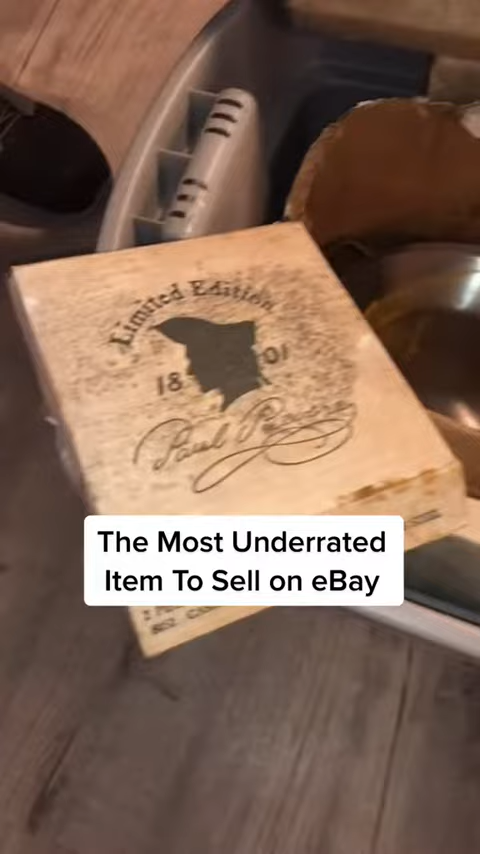 Limited Edition
18 01
Paul Revere
The Most Underrated
Item To Sell on eBay